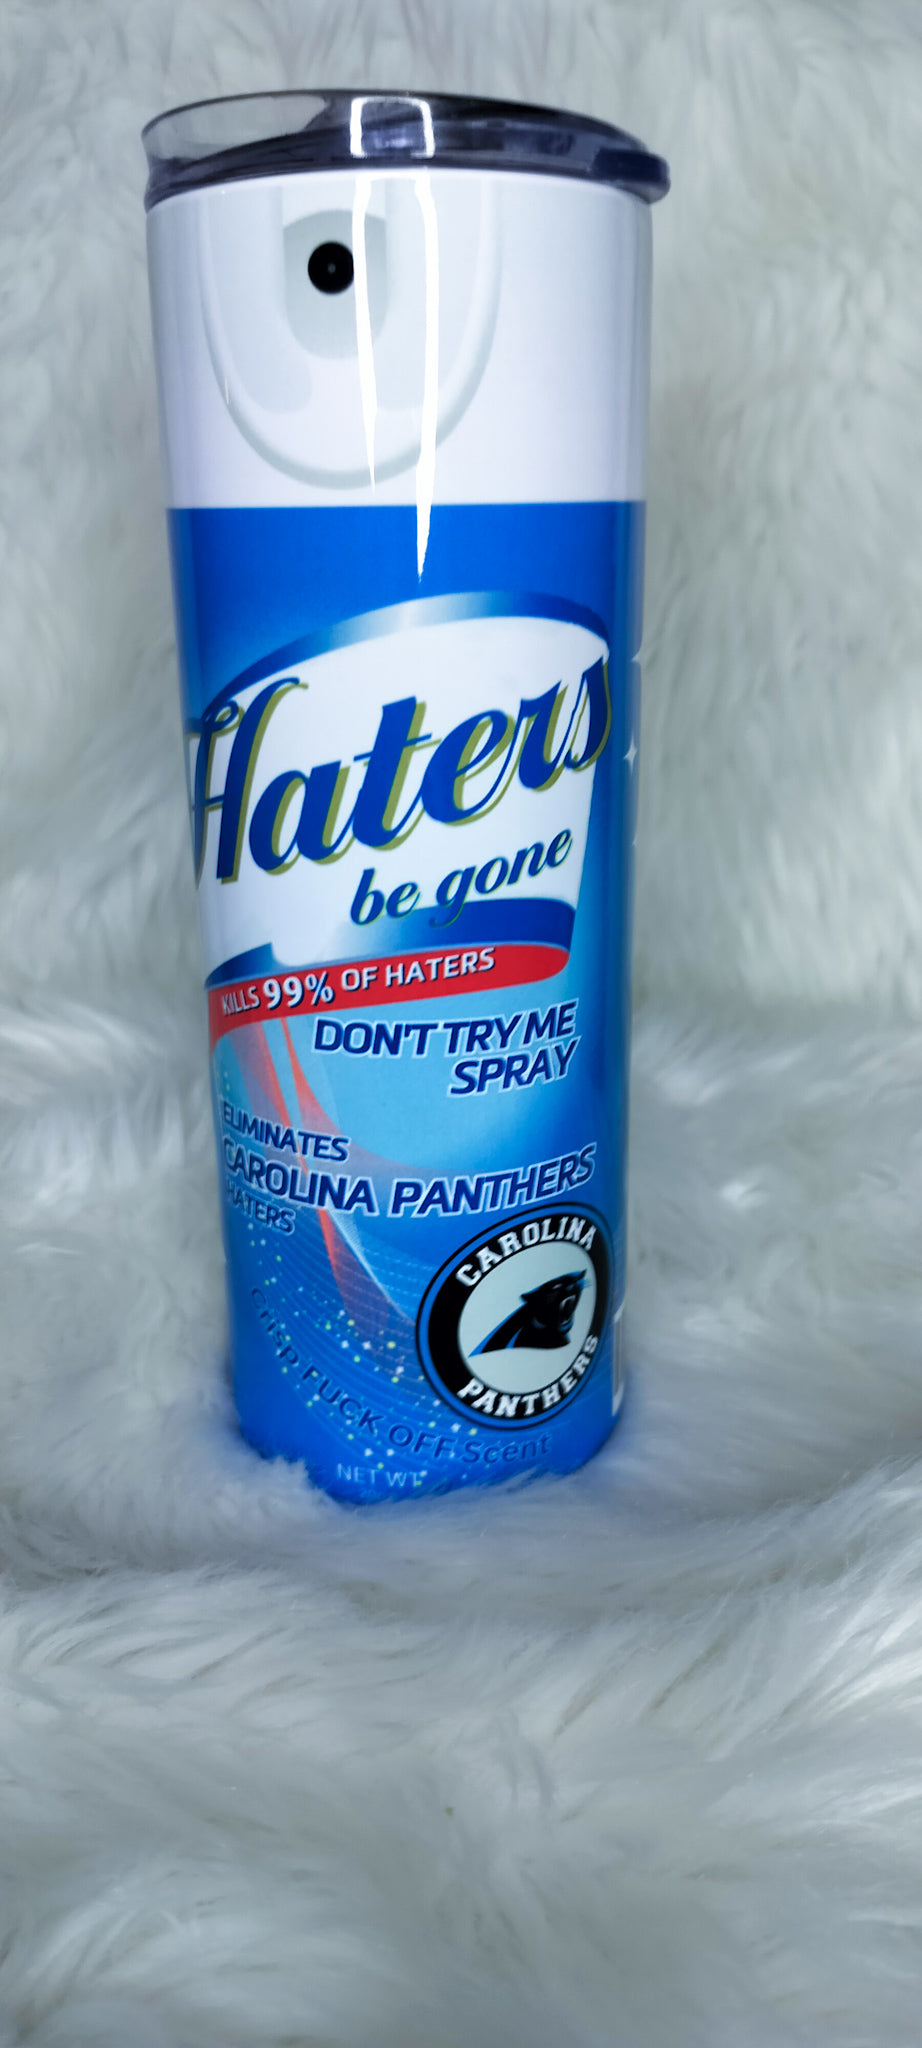 Haters
be gone
KILLS 99% OF HATERS
DON'T TRY ME
SPRAY
ELIMINATES
CAROLINA PANTHERS
HATERS
CAROLINA
PANTHERS
Crisp FUCK OFF Scent
NET WT